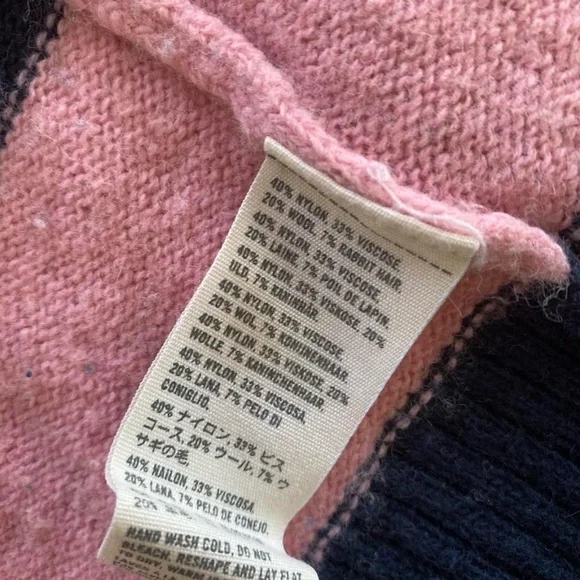 40% NYLON, 33% VISCOSE,
20% WOOL, 7% RABBIT HAIR.
40% NYLON, 33% VISCOSE,
20% LAINE, 7% POIL DE LAPIN.
40% NYLON, 33% VISKOSE, 20%
ULD, 7% KANINHÅR.
40% NYLON, 33% VISCOSE,
20% WOL, 7% KONIJNENHAAR.
40% NYLON, 33% VISKOSE, 20%
WOLLE, 7% KANINCHENHAAR.
40% NYLON, 33% VISCOSA,
20% LANA, 7% PELO DI
CONIGLIO.
40% ナイロン, 33% ビス
コース, 20% ウール, 7% ウ
サギの毛.
40% NAILON, 33% VISCOSA
20% LANA, 7% PELO DE CONEJO.
HAND WASH COLD, DO NOT
BLEACH. RESHAPE AND LAY FLAT
TO DRY,